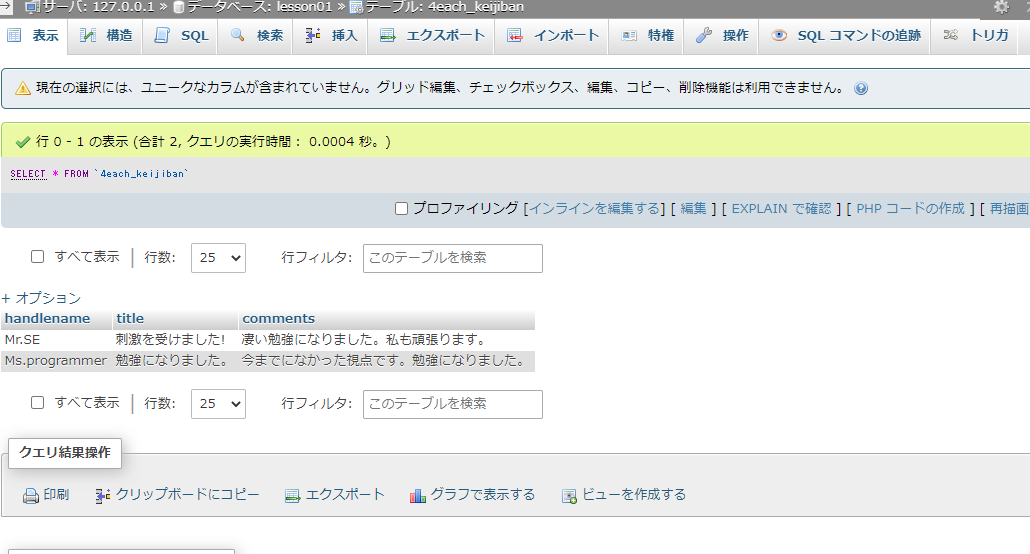 サーバ: 127.0.0.1 » データベース: lesson01 » テーブル: 4each_keijiban
表示 構造 SQL 検索 挿入 エクスポート インポート 特権 操作 SQL コマンドの追跡 トリガ
現在の選択には、ユニークなカラムが含まれていません。グリッド編集、チェックボックス、編集、コピー、削除機能は利用できません。
行 0 - 1 の表示 (合計 2, クエリの実行時間： 0.0004 秒。)
SELECT * FROM `4each_keijiban`
プロファイリング [インラインを編集する] [ 編集 ] [ EXPLAIN で確認 ] [ PHP コードの作成 ] [ 再描画
すべて表示 | 行数: 25 行フィルタ: このテーブルを検索
+ オプション
handlename title comments
Mr.SE 刺激を受けました! 凄い勉強になりました。私も頑張ります。
Ms.programmer 勉強になりました。 今までになかった視点です。勉強になりました。
すべて表示 | 行数: 25 行フィルタ: このテーブルを検索
クエリ結果操作
印刷 クリップボードにコピー エクスポート グラフで表示する ビューを作成する